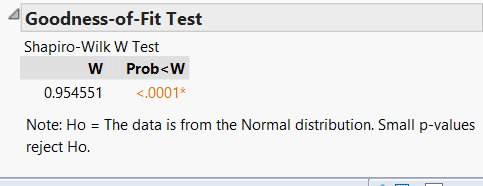 Goodness-of-Fit Test
Shapiro-Wilk W Test
W Prob<W
0.954551 <.0001*
Note: Ho = The data is from the Normal distribution. Small p-values
reject Ho.